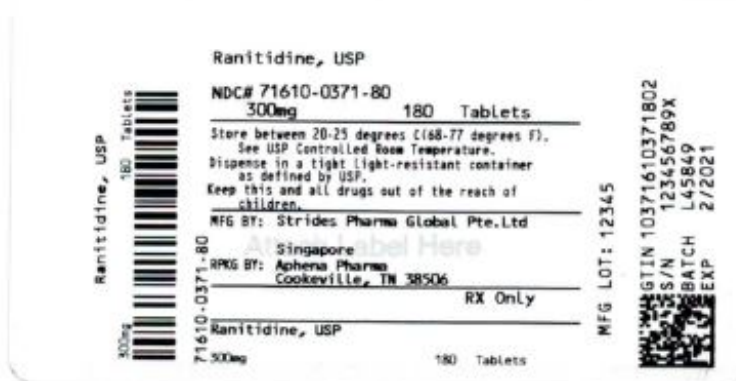 Ranitidine, USP
NDC# 71610-0371-80
300mg 180 Tablets
Store between 20-25 degrees C(68-77 degrees F).
See USP Controlled Room Temperature.
Dispense in a tight light-resistant container
as defined by USP.
Keep this and all drugs out of the reach of
children.
MFG BY: Strides Pharma Global Pte.Ltd
Singapore
Attach Label Here
RPKG BY: Aphena Pharma
Cookeville, TN 38506
RX Only
Ranitidine, USP
300mg 180 Tablets
Ranitidine, USP
300mg 180 Tablets
71610-0371-80
MFG LOT: 12345
GTIN 10371610371802
S/N 123456789X
BATCH L45849
EXP 2/2021